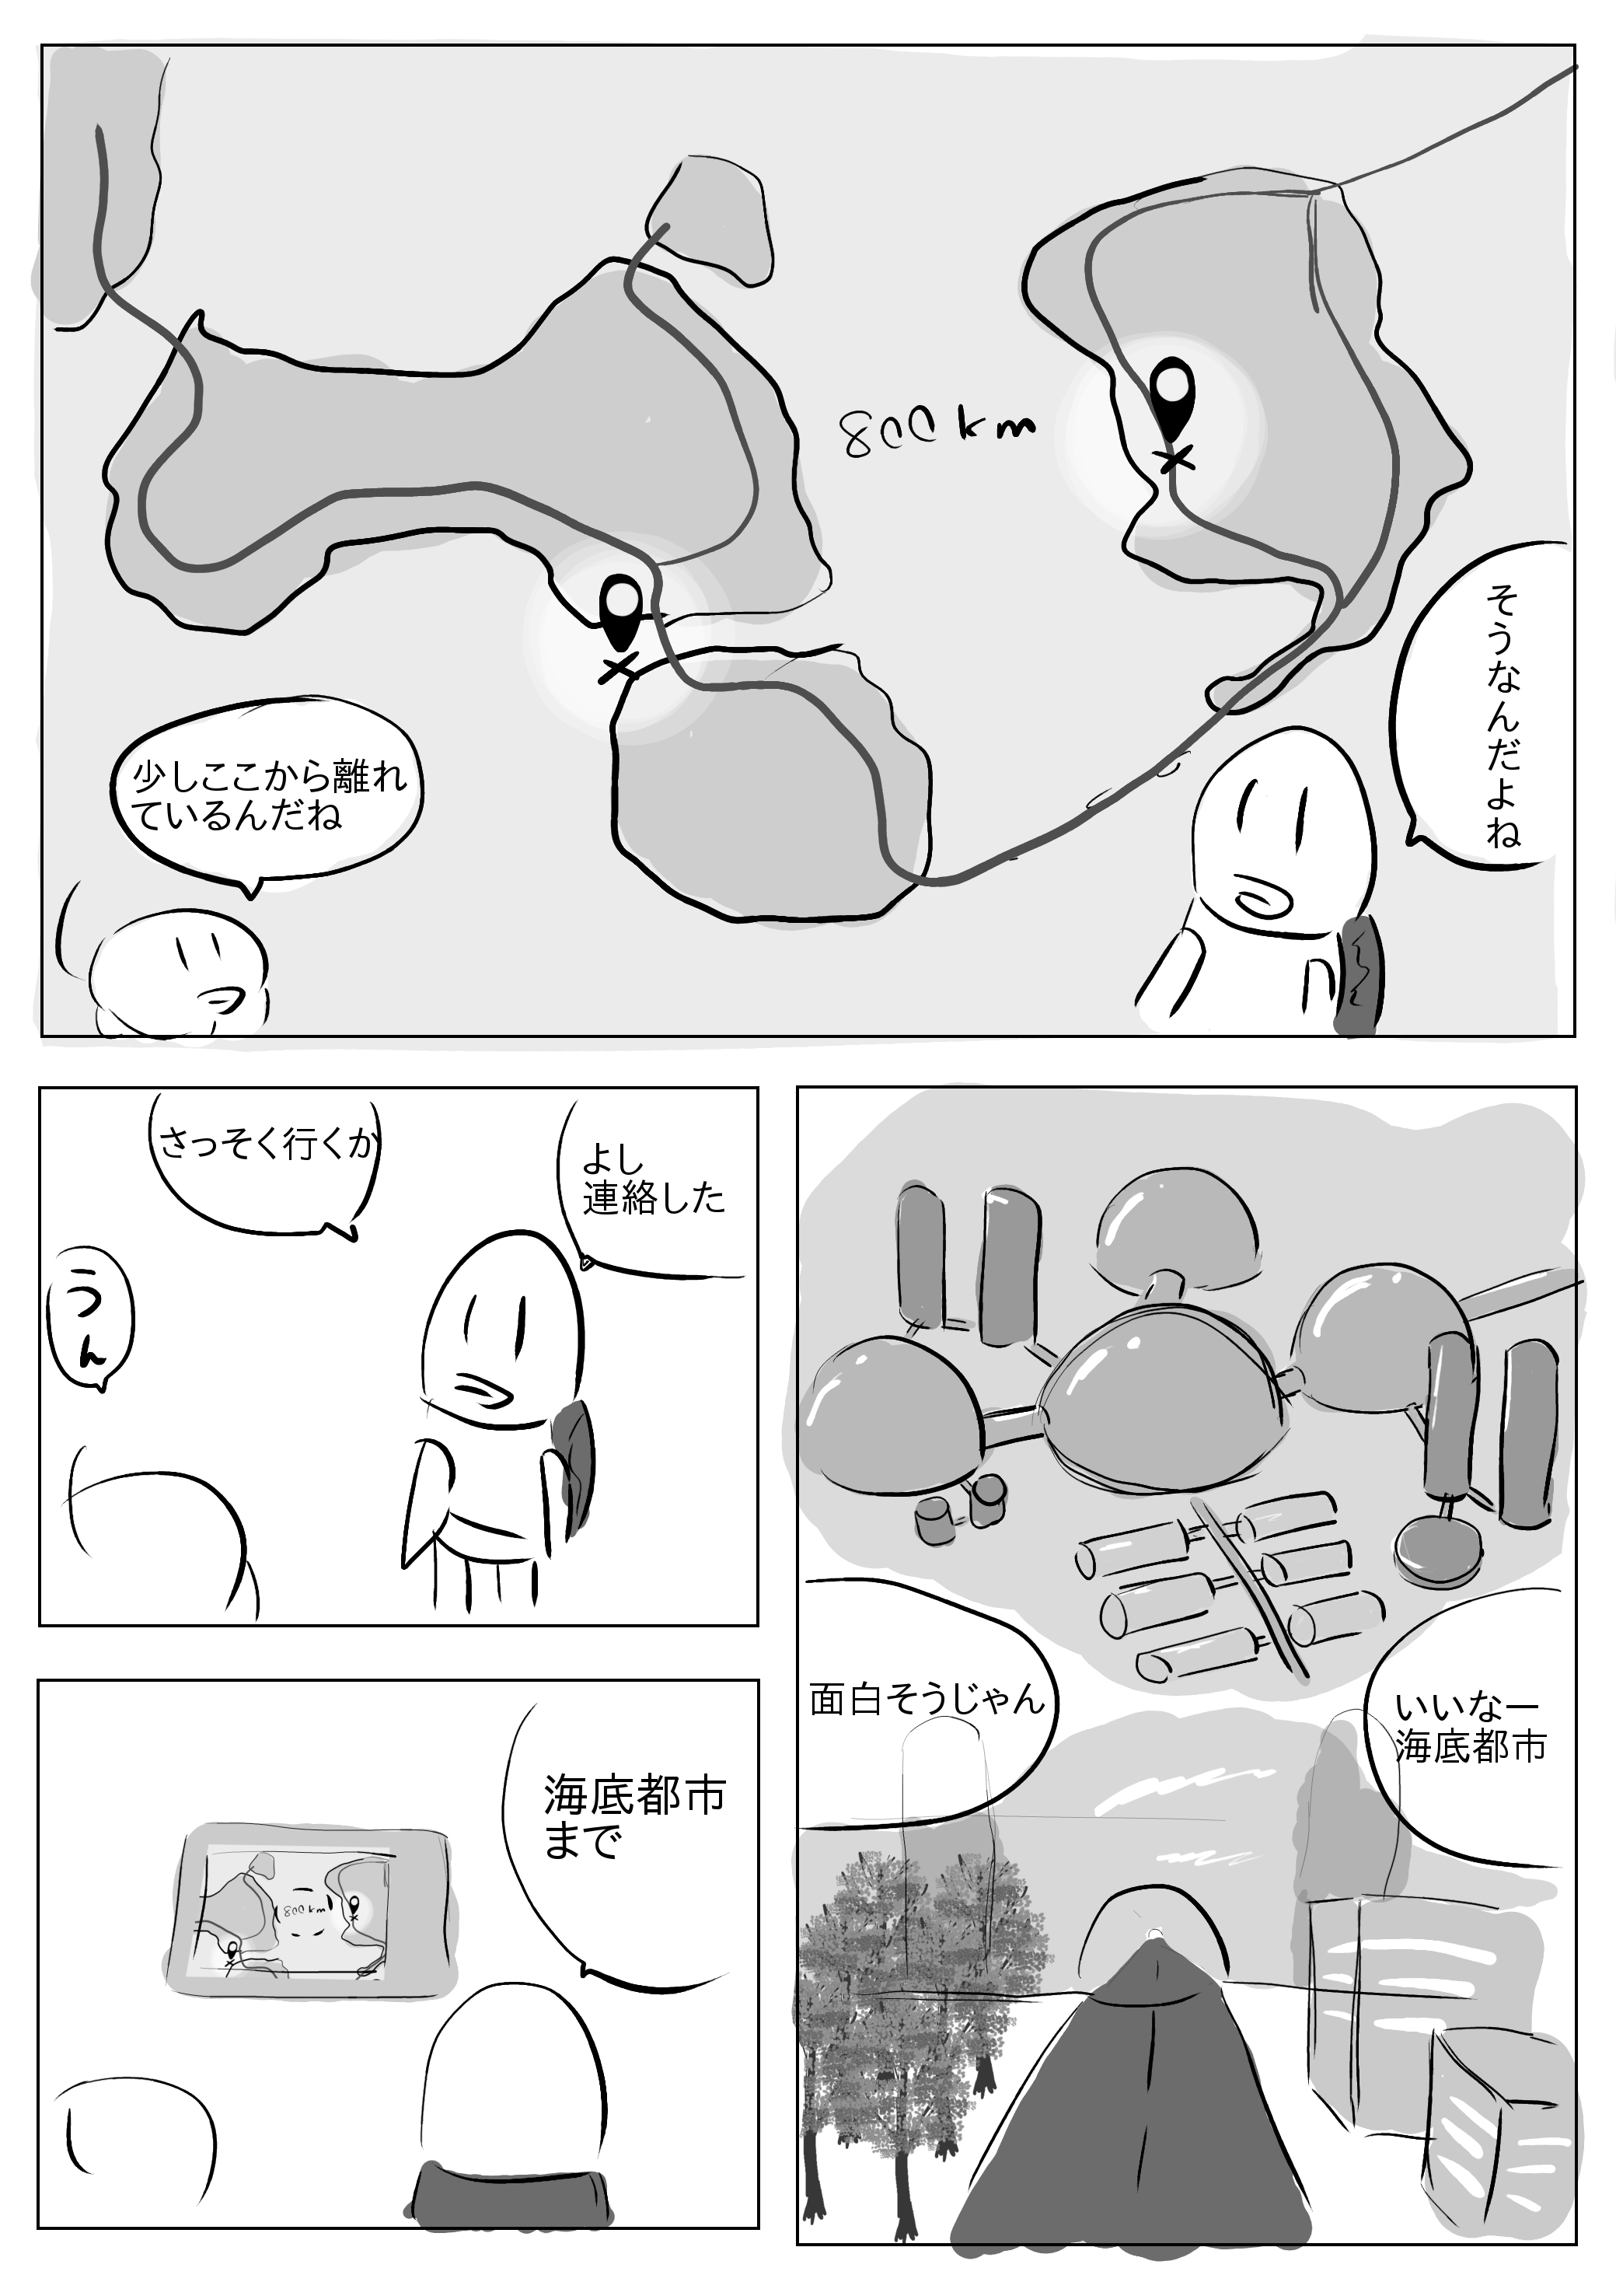 800km
そうなんだよね
少しここから離れ
ているんだね
いいなー
海底都市
面白そうじゃん
よし
連絡した
さっそく行くか
うん
海底都市
まで
800km